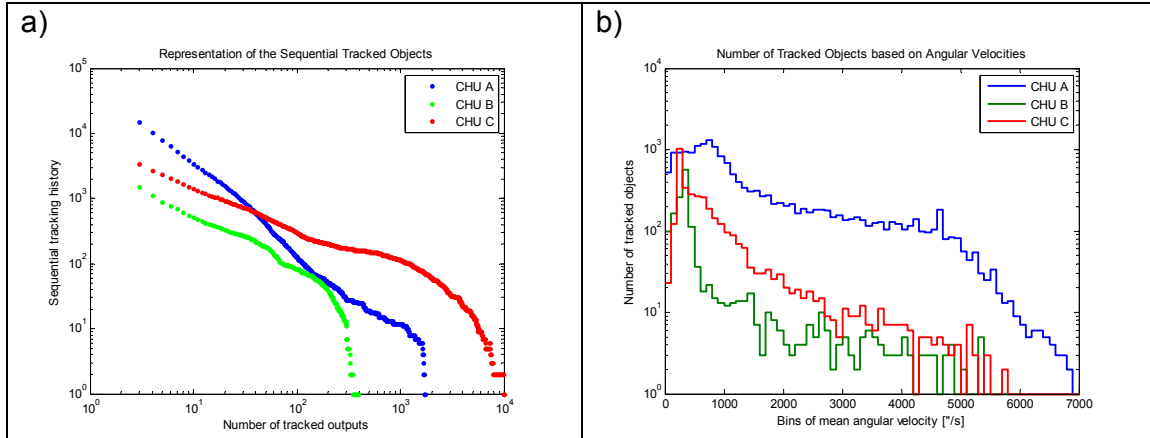 a)
Representation of the Sequential Tracked Objects
10^5
10^4
10^3
10^2
10^1
10^0
Sequential tracking history
CHU A
CHU B
CHU C
10^0 10^1 10^2 10^3 10^4
Number of tracked outputs
b)
Number of Tracked Objects based on Angular Velocities
10^4
10^3
10^2
10^1
10^0
Number of tracked objects
CHU A
CHU B
CHU C
0 1000 2000 3000 4000 5000 6000 7000
Bins of mean angular velocity ["/s]